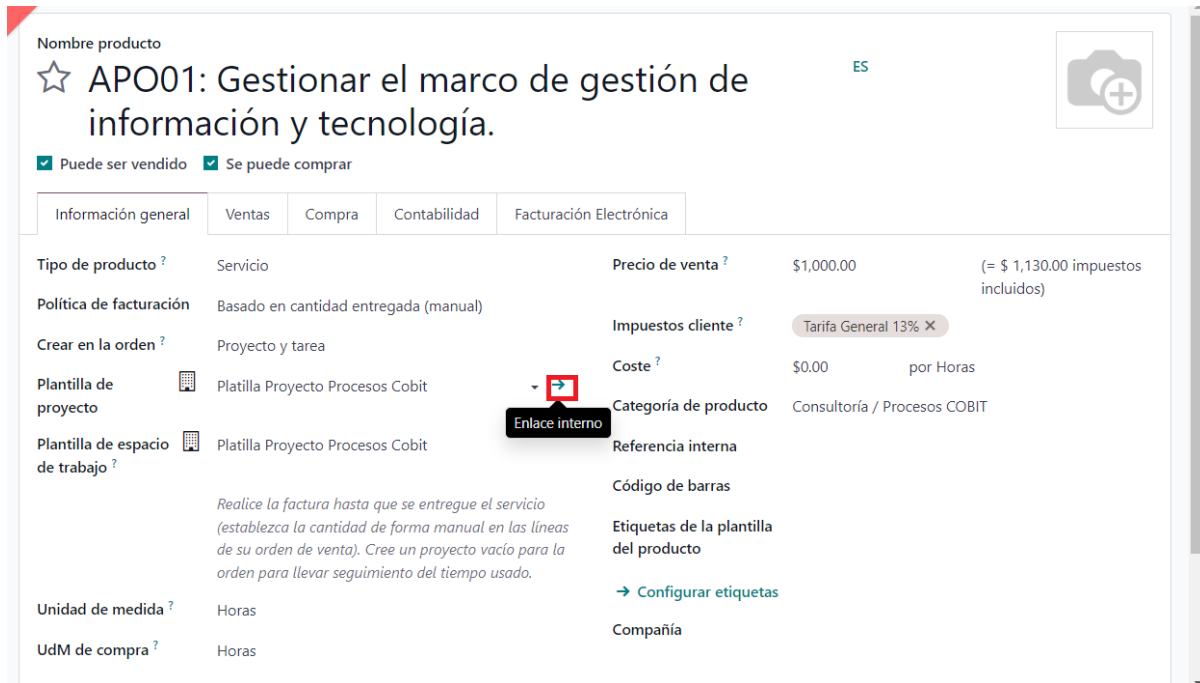 Nombre producto
APO01: Gestionar el marco de gestión de
información y tecnología.
ES
Puede ser vendido
Se puede comprar
Información general
Ventas
Compra
Contabilidad
Facturación Electrónica
Tipo de producto ?
Servicio
Política de facturación
Basado en cantidad entregada (manual)
Crear en la orden ?
Proyecto y tarea
Plantilla de
proyecto
Platilla Proyecto Procesos Cobit
Enlace interno
Plantilla de espacio
de trabajo ?
Platilla Proyecto Procesos Cobit
Realice la factura hasta que se entregue el servicio
(establezca la cantidad de forma manual en las líneas
de su orden de venta). Cree un proyecto vacío para la
orden para llevar seguimiento del tiempo usado.
Unidad de medida ?
Horas
UdM de compra ?
Horas
Precio de venta ?
$1,000.00
(= $ 1,130.00 impuestos
incluidos)
Impuestos cliente ?
Tarifa General 13%
Coste ?
$0.00
por Horas
Categoría de producto
Consultoría / Procesos COBIT
Referencia interna
Código de barras
Etiquetas de la plantilla
del producto
Configurar etiquetas
Compañía